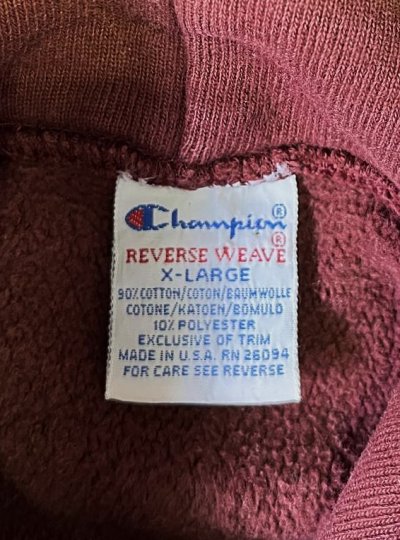 Champion®
REVERSE WEAVE®
X-LARGE
90% COTTON/COTON/BAUMWOLLE
COTONE/KATOEN/BOMULD
10% POLYESTER
EXCLUSIVE OF TRIM
MADE IN U.S.A. RN 26094
FOR CARE SEE REVERSE